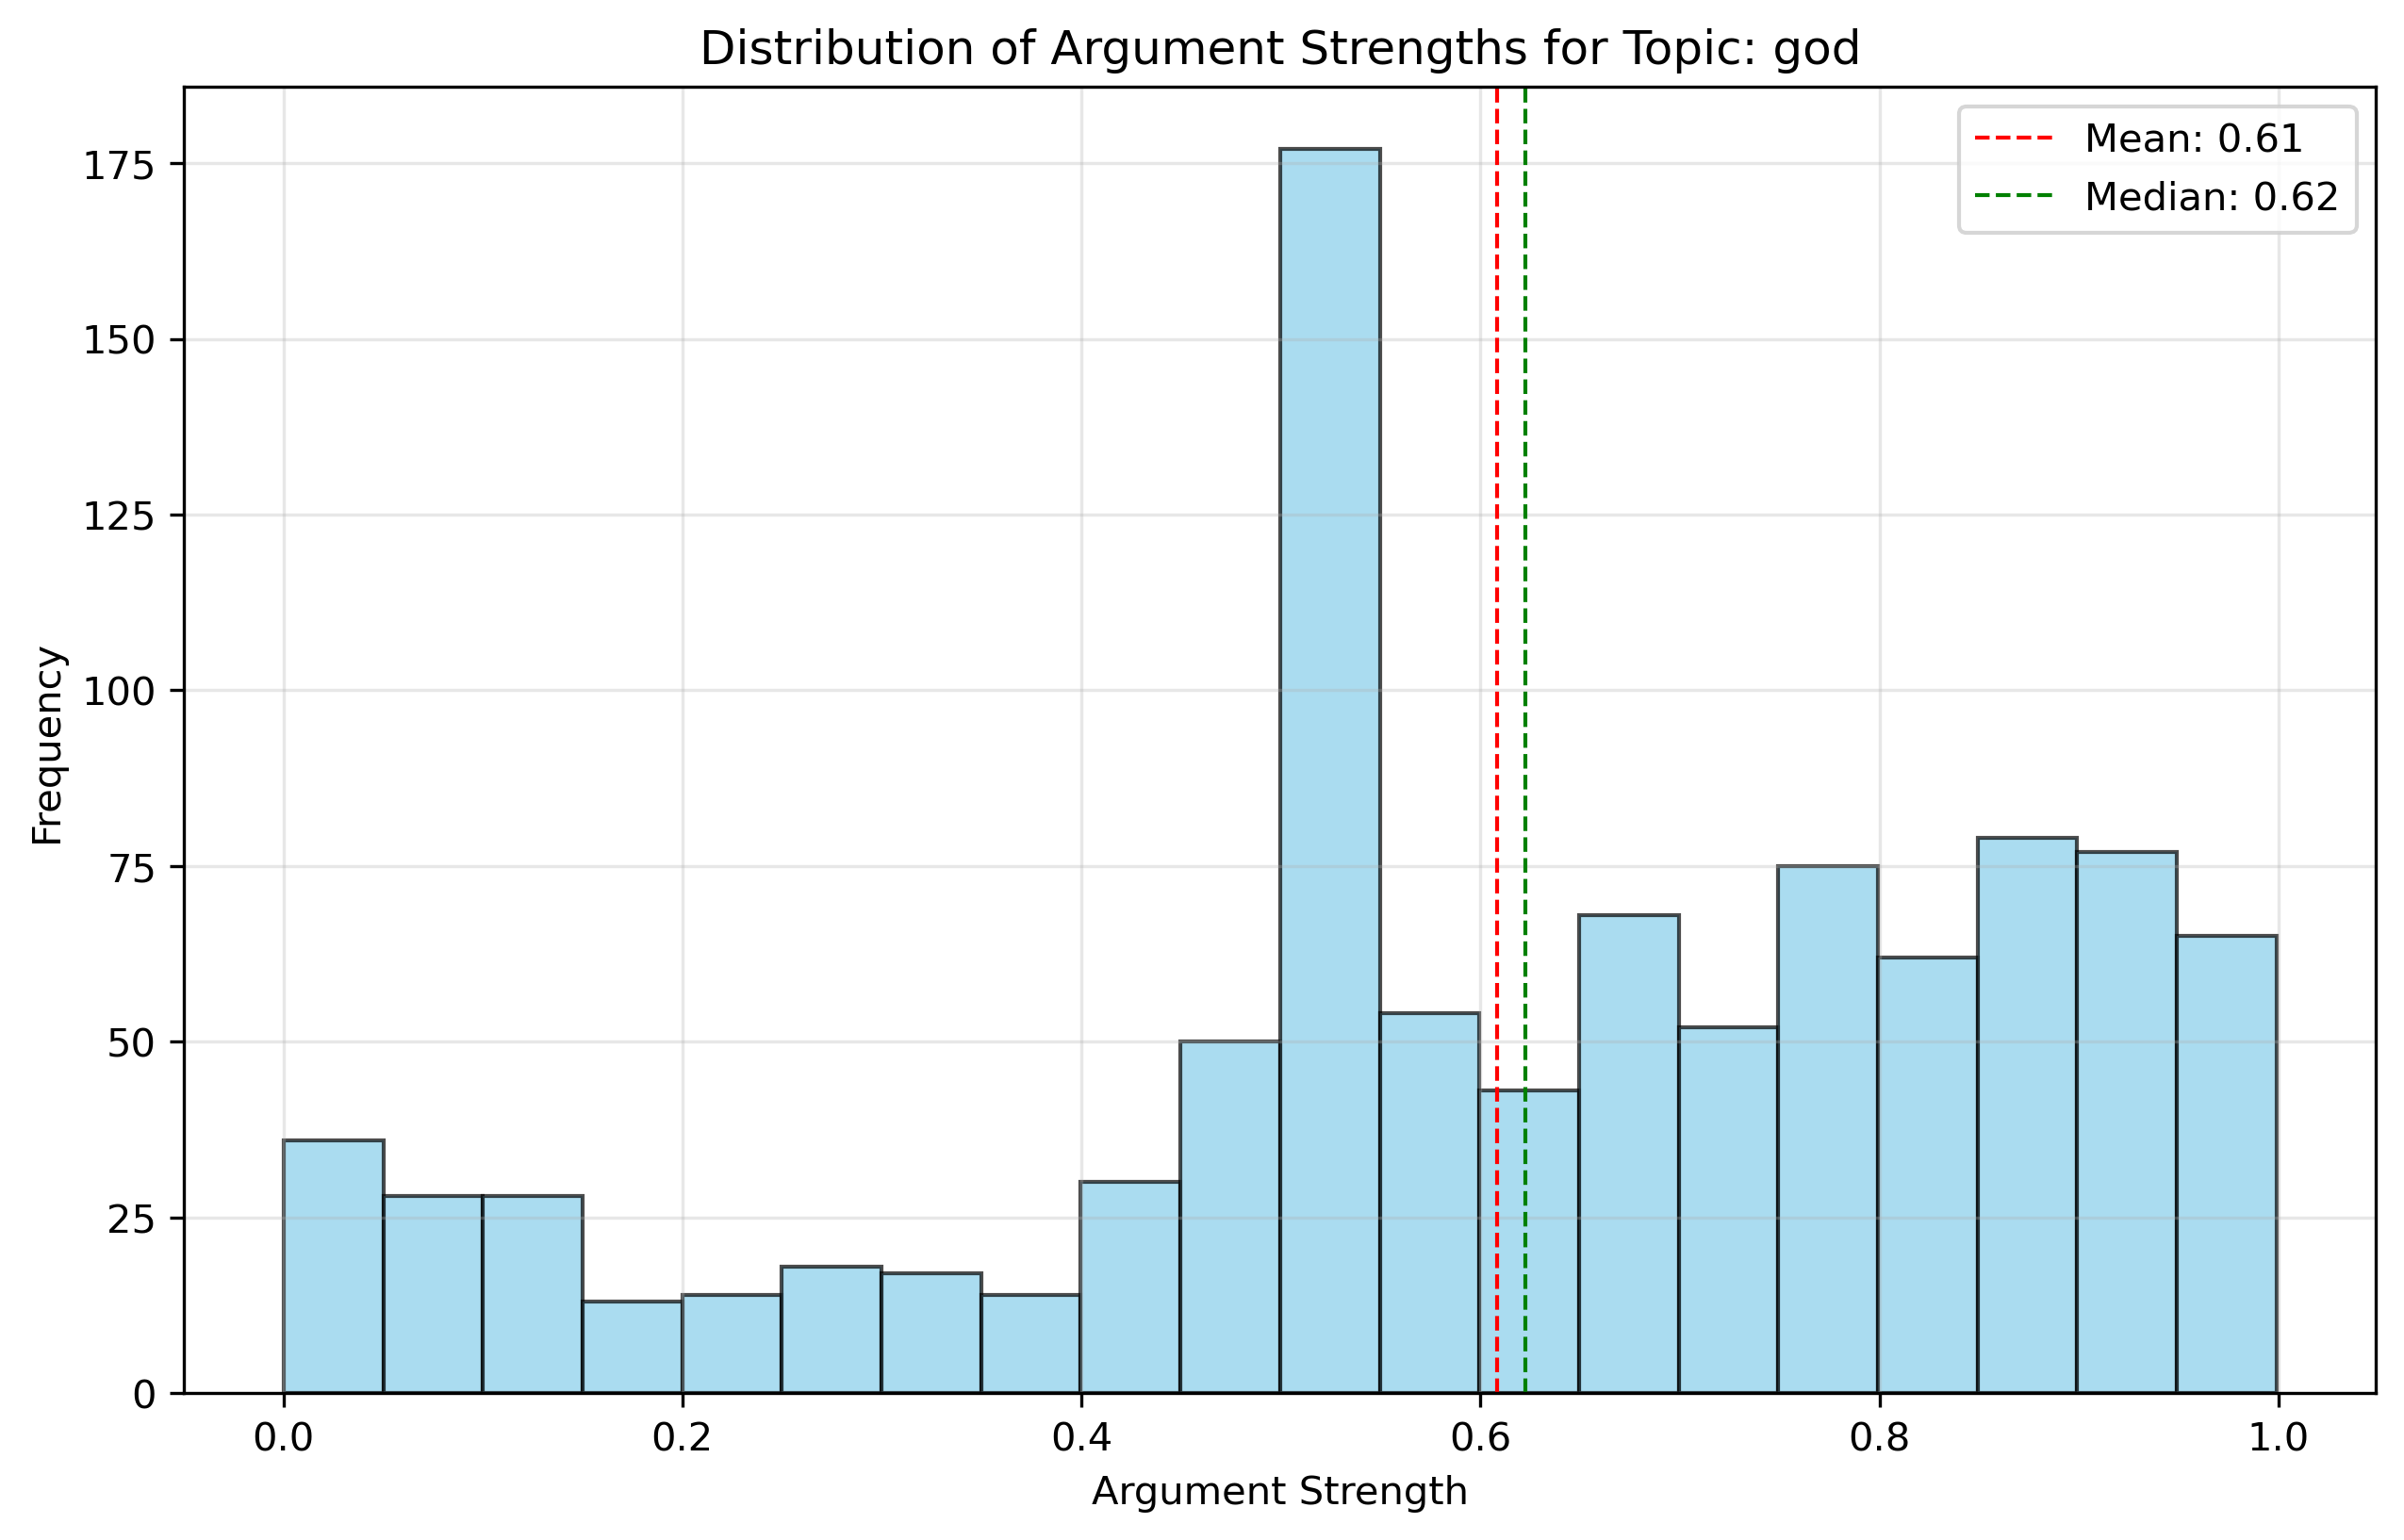 Distribution of Argument Strengths for Topic: god
Mean: 0.61
Median: 0.62
Frequency
175
150
125
100
75
50
25
0
0.0 0.2 0.4 0.6 0.8 1.0
Argument Strength